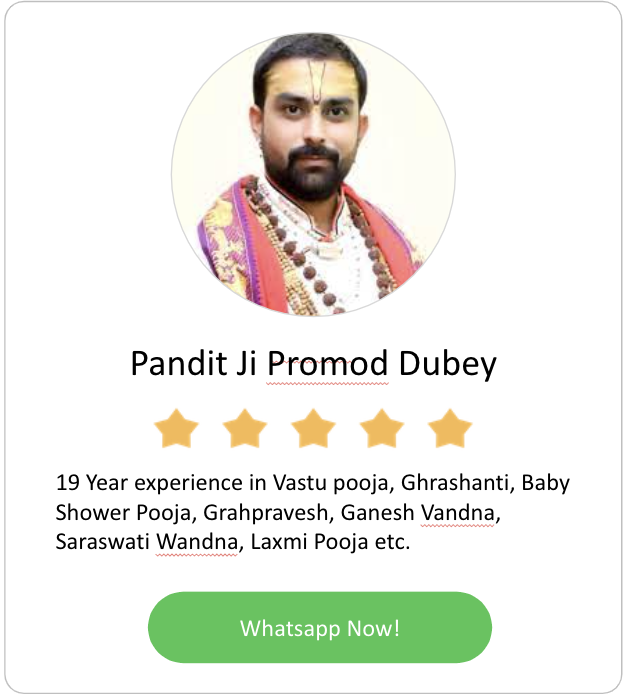 Pandit Ji Promod Dubey
19 Year experience in Vastu pooja, Ghrashanti, Baby
Shower Pooja, Grahpravesh, Ganesh Vandna,
Saraswati Wandna, Laxmi Pooja etc.
Whatsapp Now!